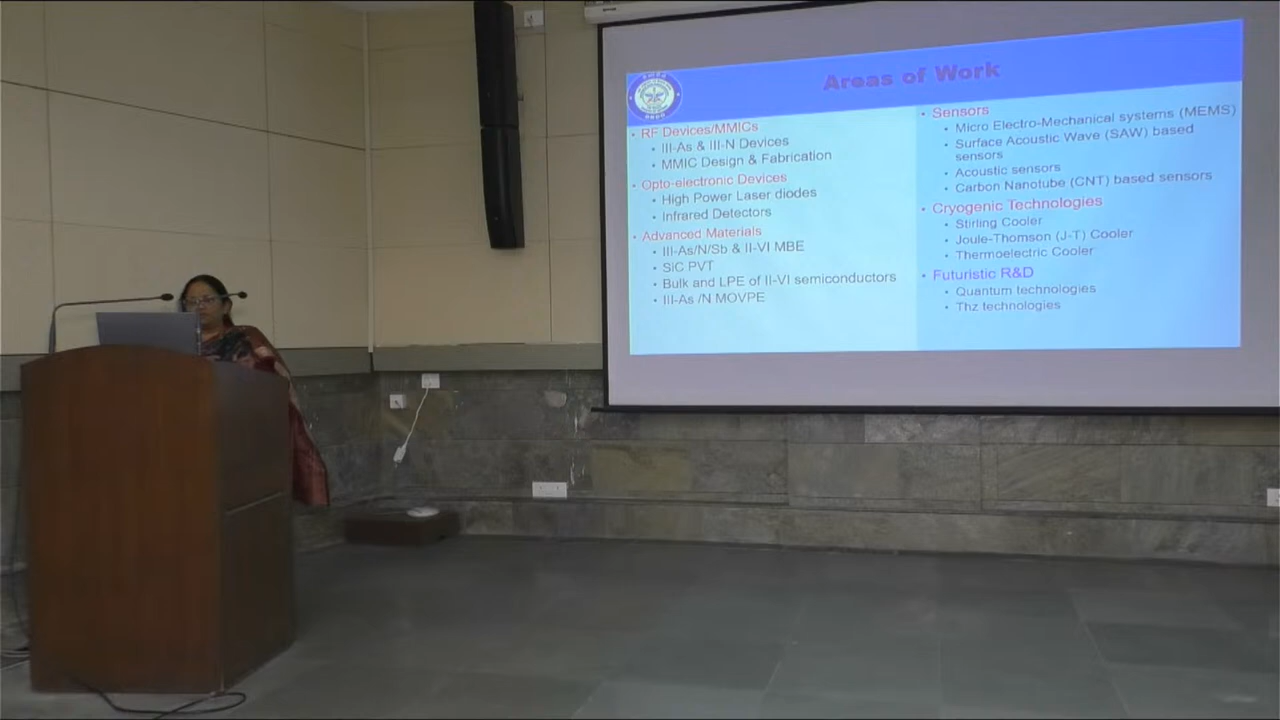 Areas of Work
RF Devices/MMICs
III-As & III-N Devices
MMIC Design & Fabrication
Opto-electronic Devices
High Power Laser diodes
Infrared Detectors
Advanced Materials
III-As/N/Sb & II-VI MBE
SiC PVT
Bulk and LPE of II-VI semiconductors
III-As /N MOVPE
Sensors
Micro Electro-Mechanical systems (MEMS)
Surface Acoustic Wave (SAW) based
sensors
Acoustic sensors
Carbon Nanotube (CNT) based sensors
Cryogenic Technologies
Stirling Cooler
Joule-Thomson (J-T) Cooler
Thermoelectric Cooler
Futuristic R&D
Quantum technologies
Thz technologies